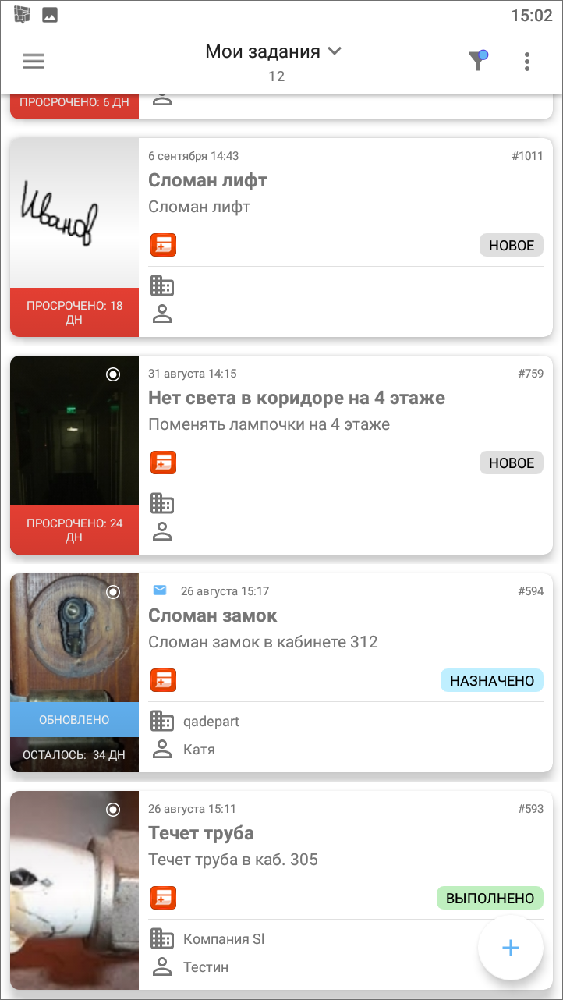 15:02
Мои задания
12
ПРОСРОЧЕНО: 6 ДН
6 сентября 14:43
#1011
Сломан лифт
Сломан лифт
Иванов
НОВОЕ
ПРОСРОЧЕНО: 18
ДН
31 августа 14:15
#759
Нет света в коридоре на 4 этаже
Поменять лампочки на 4 этаже
НОВОЕ
ПРОСРОЧЕНО: 24
ДН
26 августа 15:17
#594
Сломан замок
Сломан замок в кабинете 312
НАЗНАЧЕНО
ОБНОВЛЕНО
qadepart
ОСТАЛОСЬ: 34 ДН
Катя
26 августа 15:11
#593
Течет труба
Течет труба в каб. 305
ВЫПОЛНЕНО
Компания Sl
Тестин